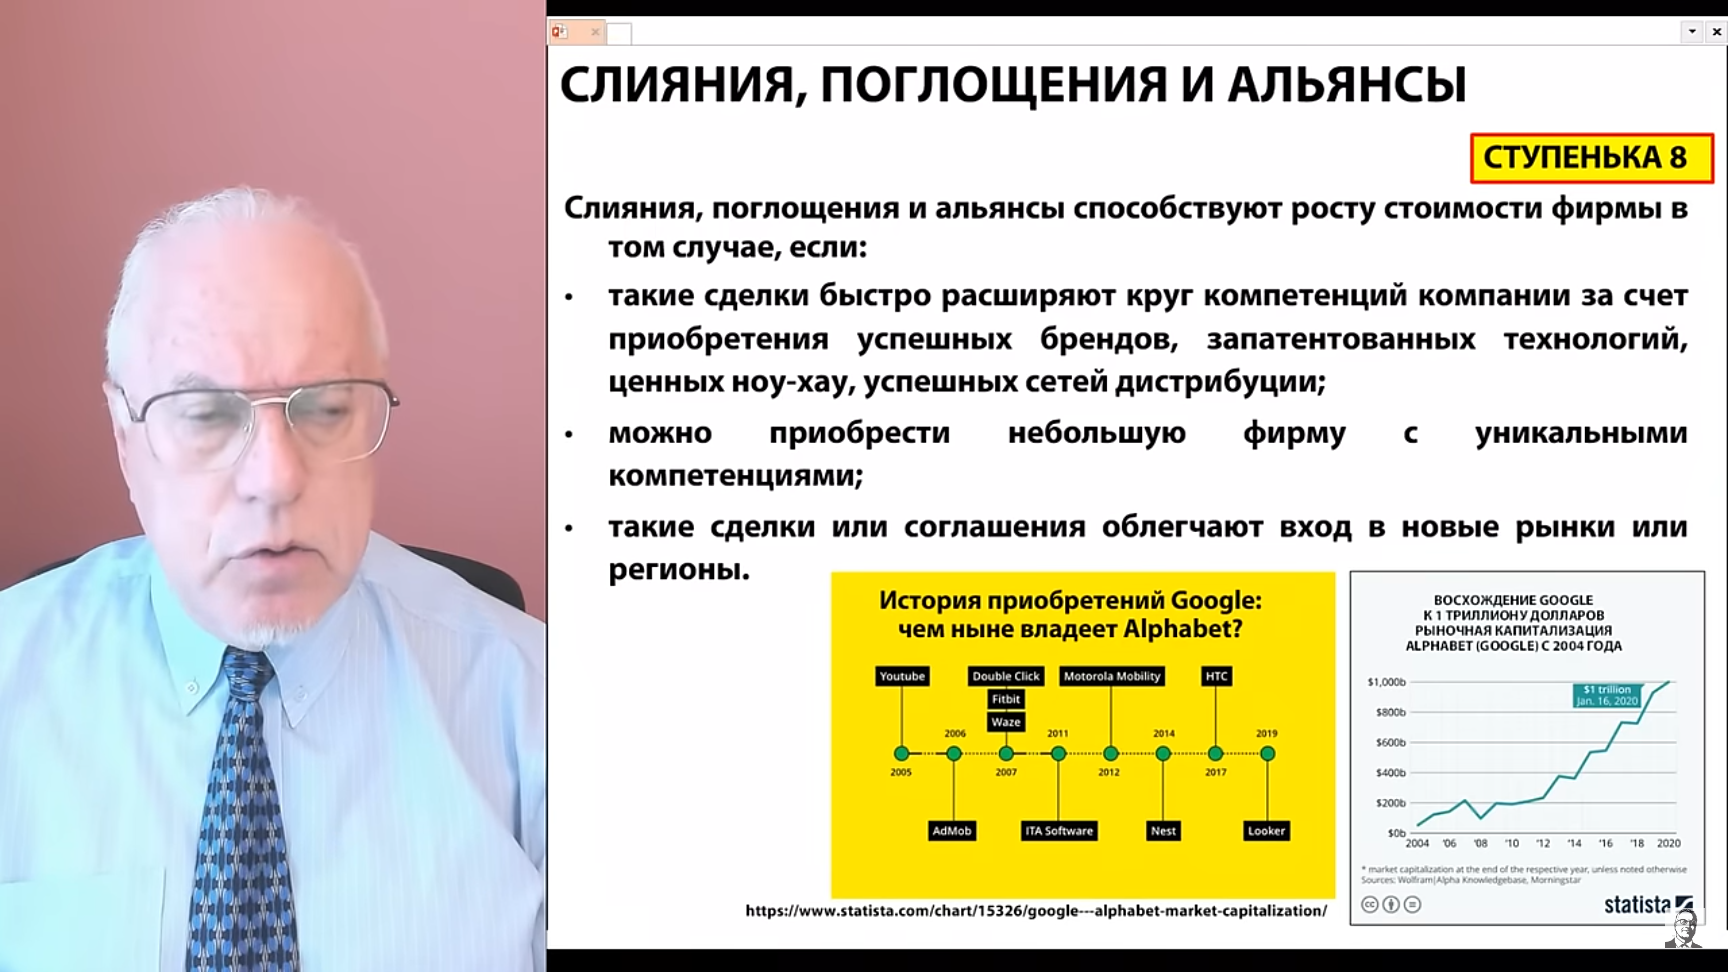 СЛИЯНИЯ, ПОГЛОЩЕНИЯ И АЛЬЯНСЫ
СТУПЕНЬКА 8
Слияния, поглощения и альянсы способствуют росту стоимости фирмы в
том случае, если:
• такие сделки быстро расширяют круг компетенций компании за счет
приобретения успешных брендов, запатентованных технологий,
ценных ноу-хау, успешных сетей дистрибуции;
• можно приобрести небольшую фирму с уникальными
компетенциями;
• такие сделки или соглашения облегчают вход в новые рынки или
регионы.
История приобретений Google:
чем ныне владеет Alphabet?
Youtube Double Click Motorola Mobility HTC
Fitbit
Waze
2006 2011 2014 2019
2005 2007 2012 2017
AdMob ITA Software Nest Looker
https://www.statista.com/chart/15326/google---alphabet-market-capitalization/
ВОСХОЖДЕНИЕ GOOGLE
К 1 ТРИЛЛИОНУ ДОЛЛАРОВ
РЫНОЧНАЯ КАПИТАЛИЗАЦИЯ
ALPHABET (GOOGLE) С 2004 ГОДА
$1,000b
$1 trillion
Jan. 16, 2020
$800b
$600b
$400b
$200b
$0b
2004 '06 '08 '10 '12 '14 '16 '18 2020
* market capitalization at the end of the respective year, unless noted otherwise
Sources: Wolfram|Alpha Knowledgebase, Morningstar
statista